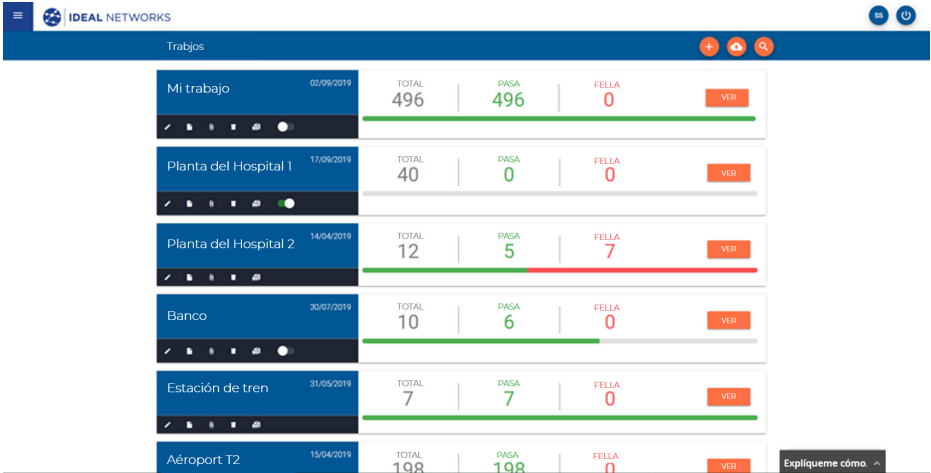 IDEAL NETWORKS
SS
Trabjos
Mi trabajo 02/09/2019 TOTAL PASA FELLA
496 496 0 VER
Planta del Hospital 1 17/09/2019 TOTAL PASA FELLA
40 0 0 VER
Planta del Hospital 2 14/04/2019 TOTAL PASA FELLA
12 5 7 VER
Banco 30/07/2019 TOTAL PASA FELLA
10 6 0 VER
Estación de tren 31/05/2019 TOTAL PASA FELLA
7 7 0 VER
Aéroport T2 15/04/2019 TOTAL PASA FELLA
198 198 0 VER
Explíqueme cómo.